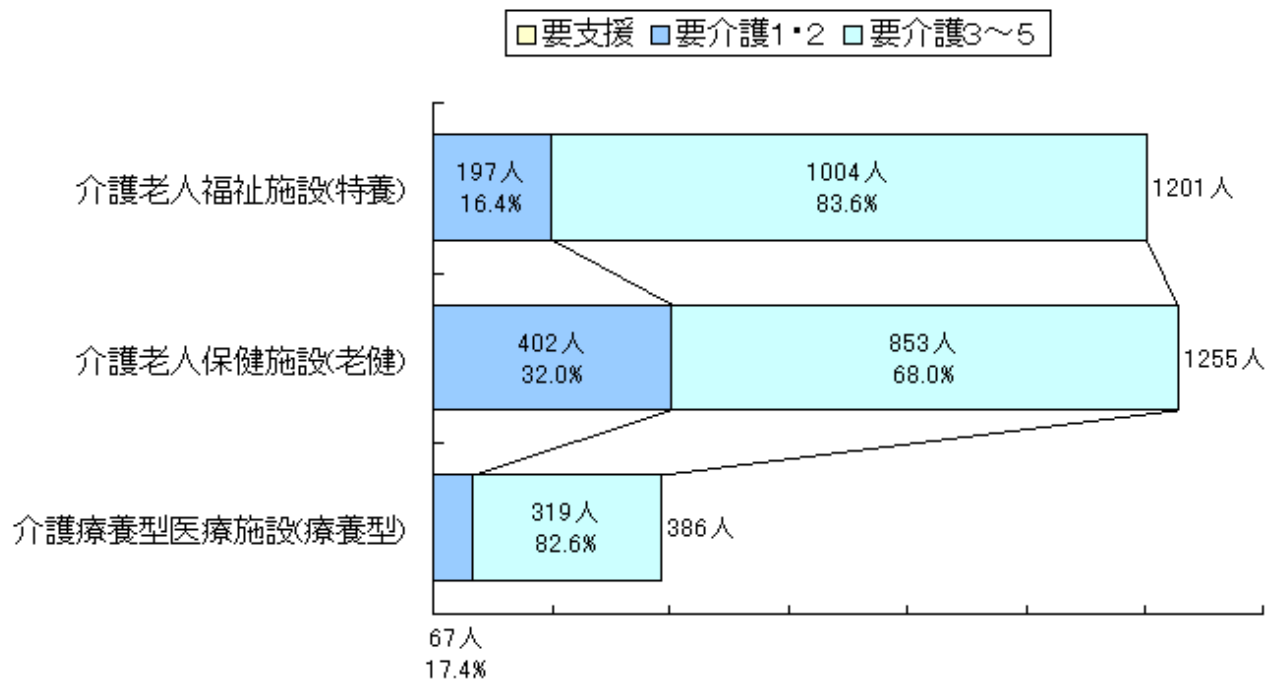 要支援 要介護1・2 要介護3～5
介護老人福祉施設(特養)
197人
16.4%
1004人
83.6%
1201人
介護老人保健施設(老健)
402人
32.0%
853人
68.0%
1255人
介護療養型医療施設(療養型)
319人
82.6%
386人
67人
17.4%